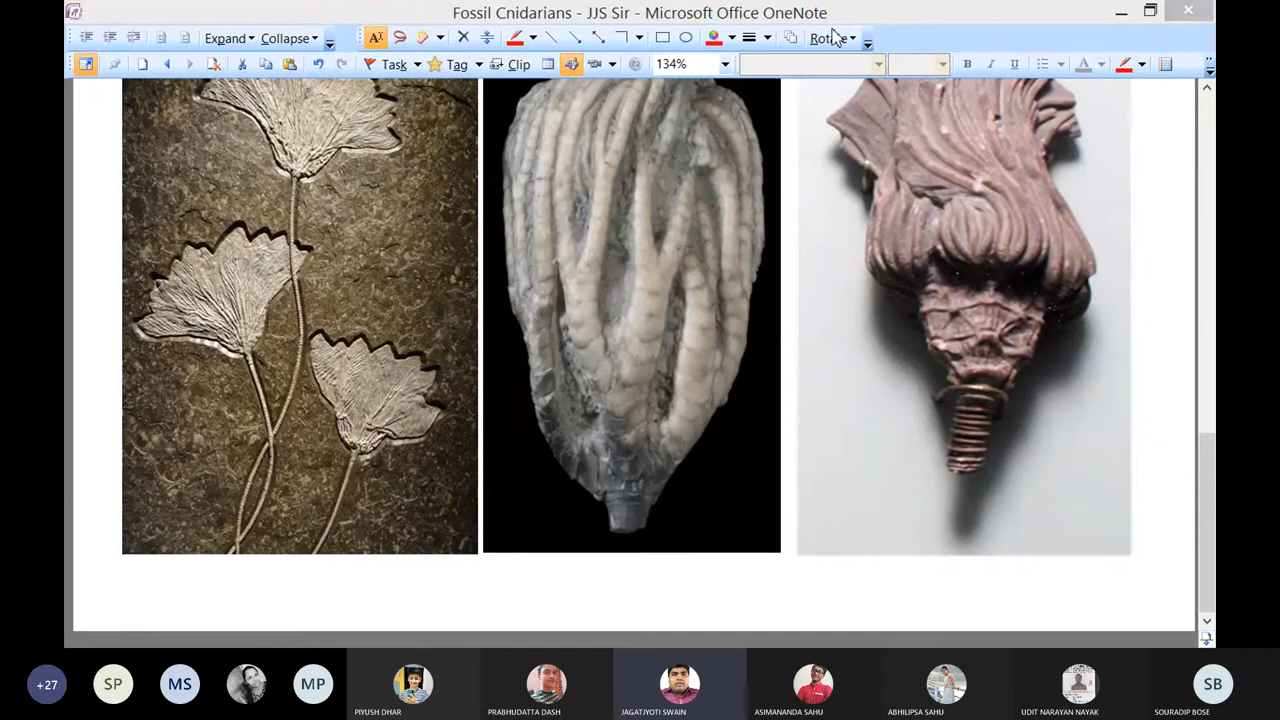 Fossil Cnidarians - JJS Sir - Microsoft Office OneNote
Expand Collapse A Rotate
Task Tag Clip 134% B I U A
+27 SP MS MP SB
PIYUSH DHAR PRABHUDATTA DASH JAGATJYOTI SWAIN ASIMANANDA SAHU ABHILIPSA SAHU UDIT NARAYAN NAYAK SOURADIP BOSE